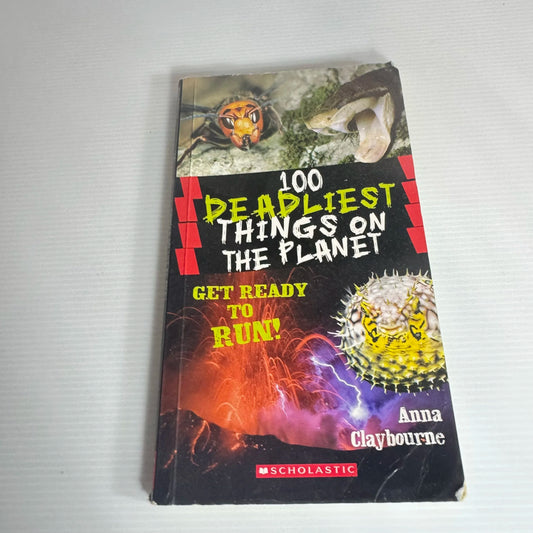 100
DEADLIEST
THINGS ON
THE PLANET
GET READY
TO
RUN!
Anna
Claybourne
SCHOLASTIC